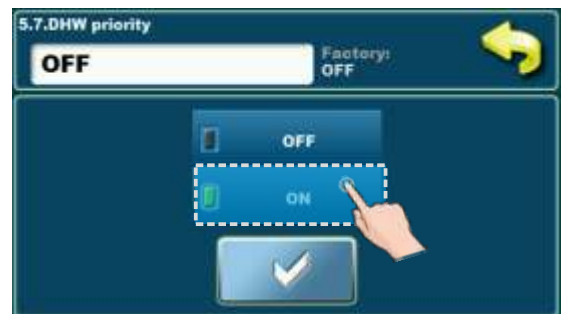 5.7.DHW priority
OFF
Factory:
OFF
OFF
ON